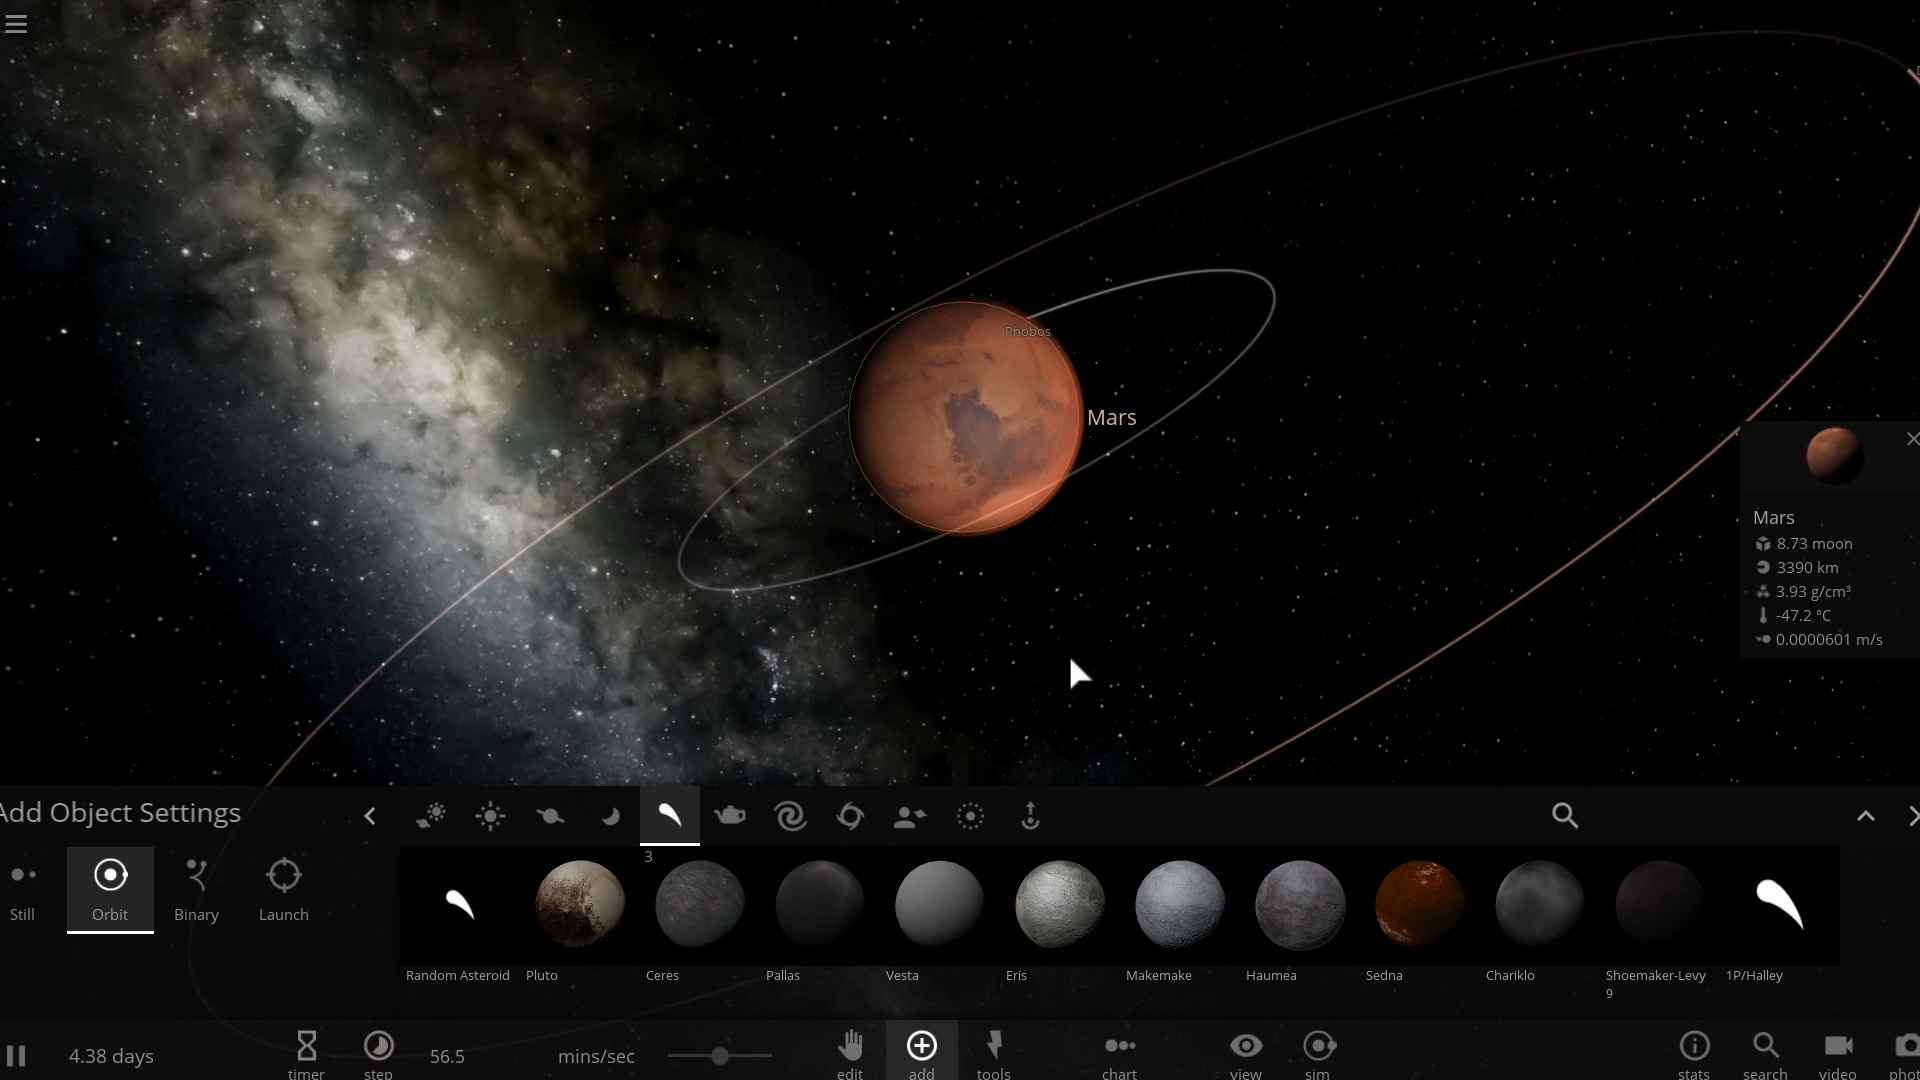 Phobos
Mars
Mars
8.73 moon
3390 km
3.93 g/cm³
-47.2 °C
0.0000601 m/s
Add Object Settings
Still
Orbit
Binary
Launch
3
Random Asteroid
Pluto
Ceres
Pallas
Vesta
Eris
Makemake
Haumea
Sedna
Chariklo
Shoemaker-Levy
9
1P/Halley
4.38 days
timer
step
56.5
mins/sec
edit
add
tools
chart
view
sim
stats
search
video
phot